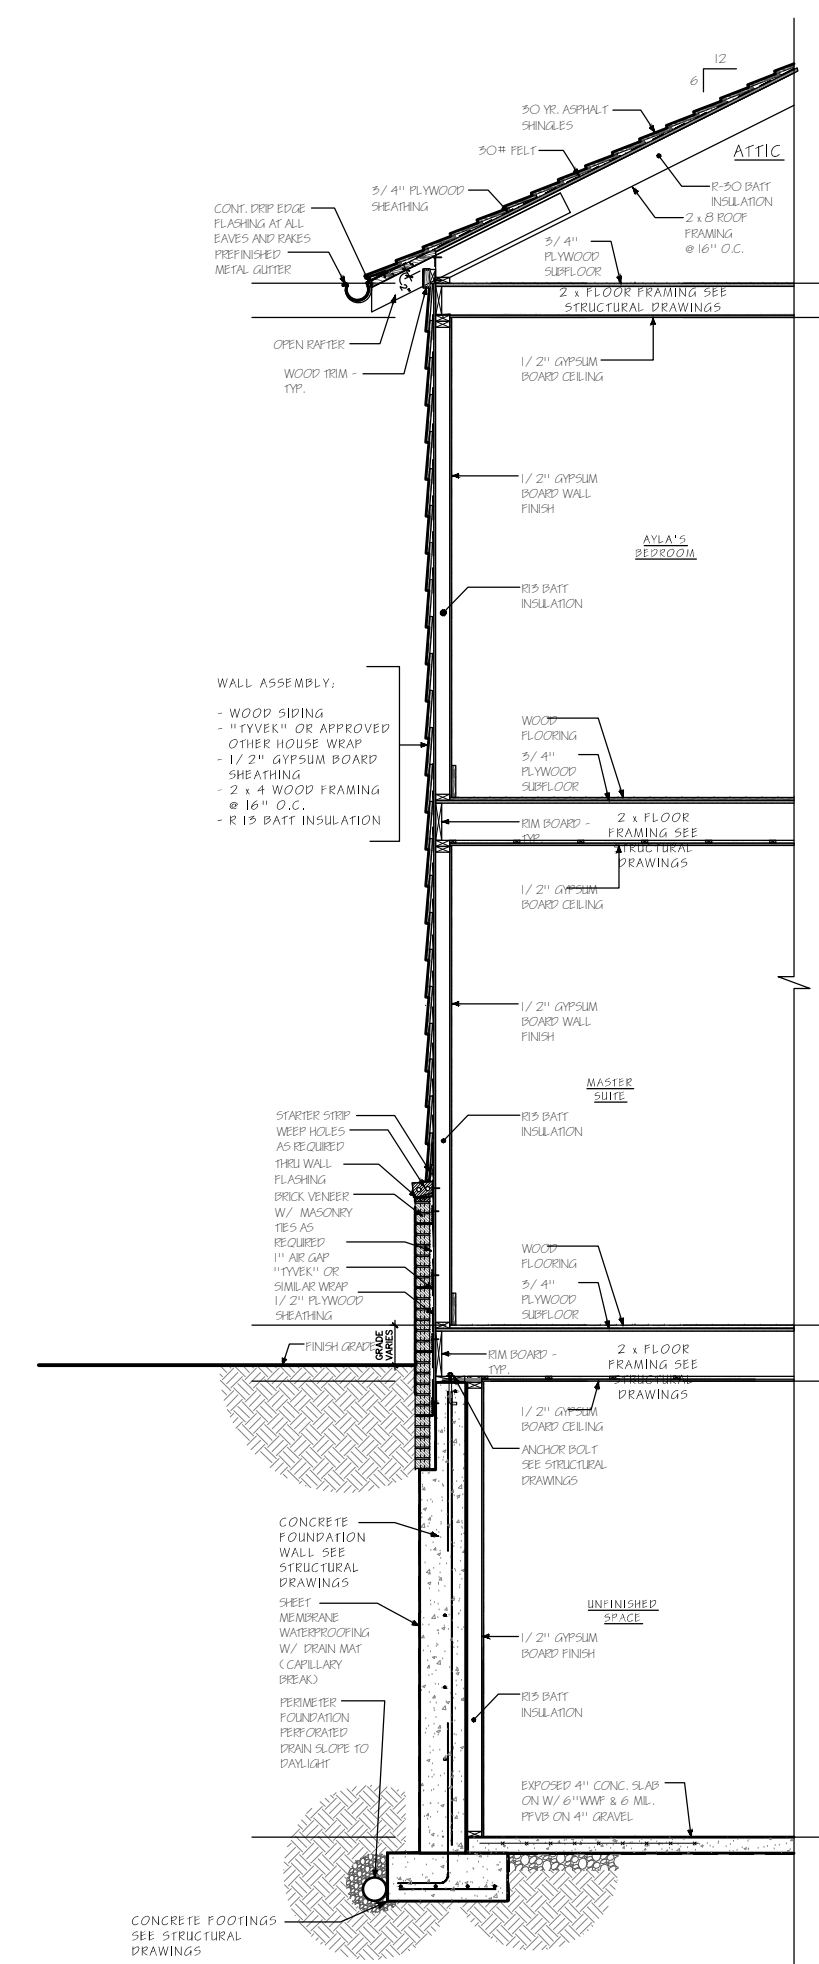 12
6
30 YR. ASPHALT
SHINGLES
30# FELT
ATTIC
3/4" PLYWOOD
SHEATHING
R-30 BATT
INSULATION
2 x 8 ROOF
FRAMING
@ 16" O.C.
CONT. DRIP EDGE
FLASHING AT ALL
EAVES AND RAKES
PREFINISHED
METAL GUTTER
3/4"
PLYWOOD
SUBFLOOR
2 x FLOOR FRAMING SEE
STRUCTURAL DRAWINGS
OPEN RAFTER
WOOD TRIM -
TYP.
1/2" GYPSUM
BOARD CEILING
1/2" GYPSUM
BOARD WALL
FINISH
AYLA'S
BEDROOM
R13 BATT
INSULATION
WALL ASSEMBLY:
- WOOD SIDING
- "TYVEK" OR APPROVED
OTHER HOUSE WRAP
- 1/2" GYPSUM BOARD
SHEATHING
- 2 x 4 WOOD FRAMING
@ 16" O.C.
- R 13 BATT INSULATION
WOOD
FLOORING
3/4"
PLYWOOD
SUBFLOOR
RIM BOARD -
TYP.
2 x FLOOR
FRAMING SEE
STRUCTURAL
DRAWINGS
1/2" GYPSUM
BOARD CEILING
1/2" GYPSUM
BOARD WALL
FINISH
MASTER
SUITE
R13 BATT
INSULATION
STARTER STRIP
WEEP HOLES
AS REQUIRED
THRU WALL
FLASHING
BRICK VENEER
W/ MASONRY
TIES AS
REQUIRED
1" AIR GAP
"TYVEK" OR
SIMILAR WRAP
1/2" PLYWOOD
SHEATHING
WOOD
FLOORING
3/4"
PLYWOOD
SUBFLOOR
FINISH GRADE
GRADE
VARIES
RIM BOARD -
TYP.
2 x FLOOR
FRAMING SEE
STRUCTURAL
DRAWINGS
1/2" GYPSUM
BOARD CEILING
ANCHOR BOLT
SEE STRUCTURAL
DRAWINGS
CONCRETE
FOUNDATION
WALL SEE
STRUCTURAL
DRAWINGS
SHEET
MEMBRANE
WATERPROOFING
W/ DRAIN MAT
(CAPILLARY
BREAK)
UNFINISHED
SPACE
1/2" GYPSUM
BOARD FINISH
R13 BATT
INSULATION
PERIMETER
FOUNDATION
PERFORATED
DRAIN SLOPE TO
DAYLIGHT
EXPOSED 4" CONC. SLAB
ON W/ 6"WWF & 6 MIL.
PFVB ON 4" GRAVEL
CONCRETE FOOTINGS
SEE STRUCTURAL
DRAWINGS